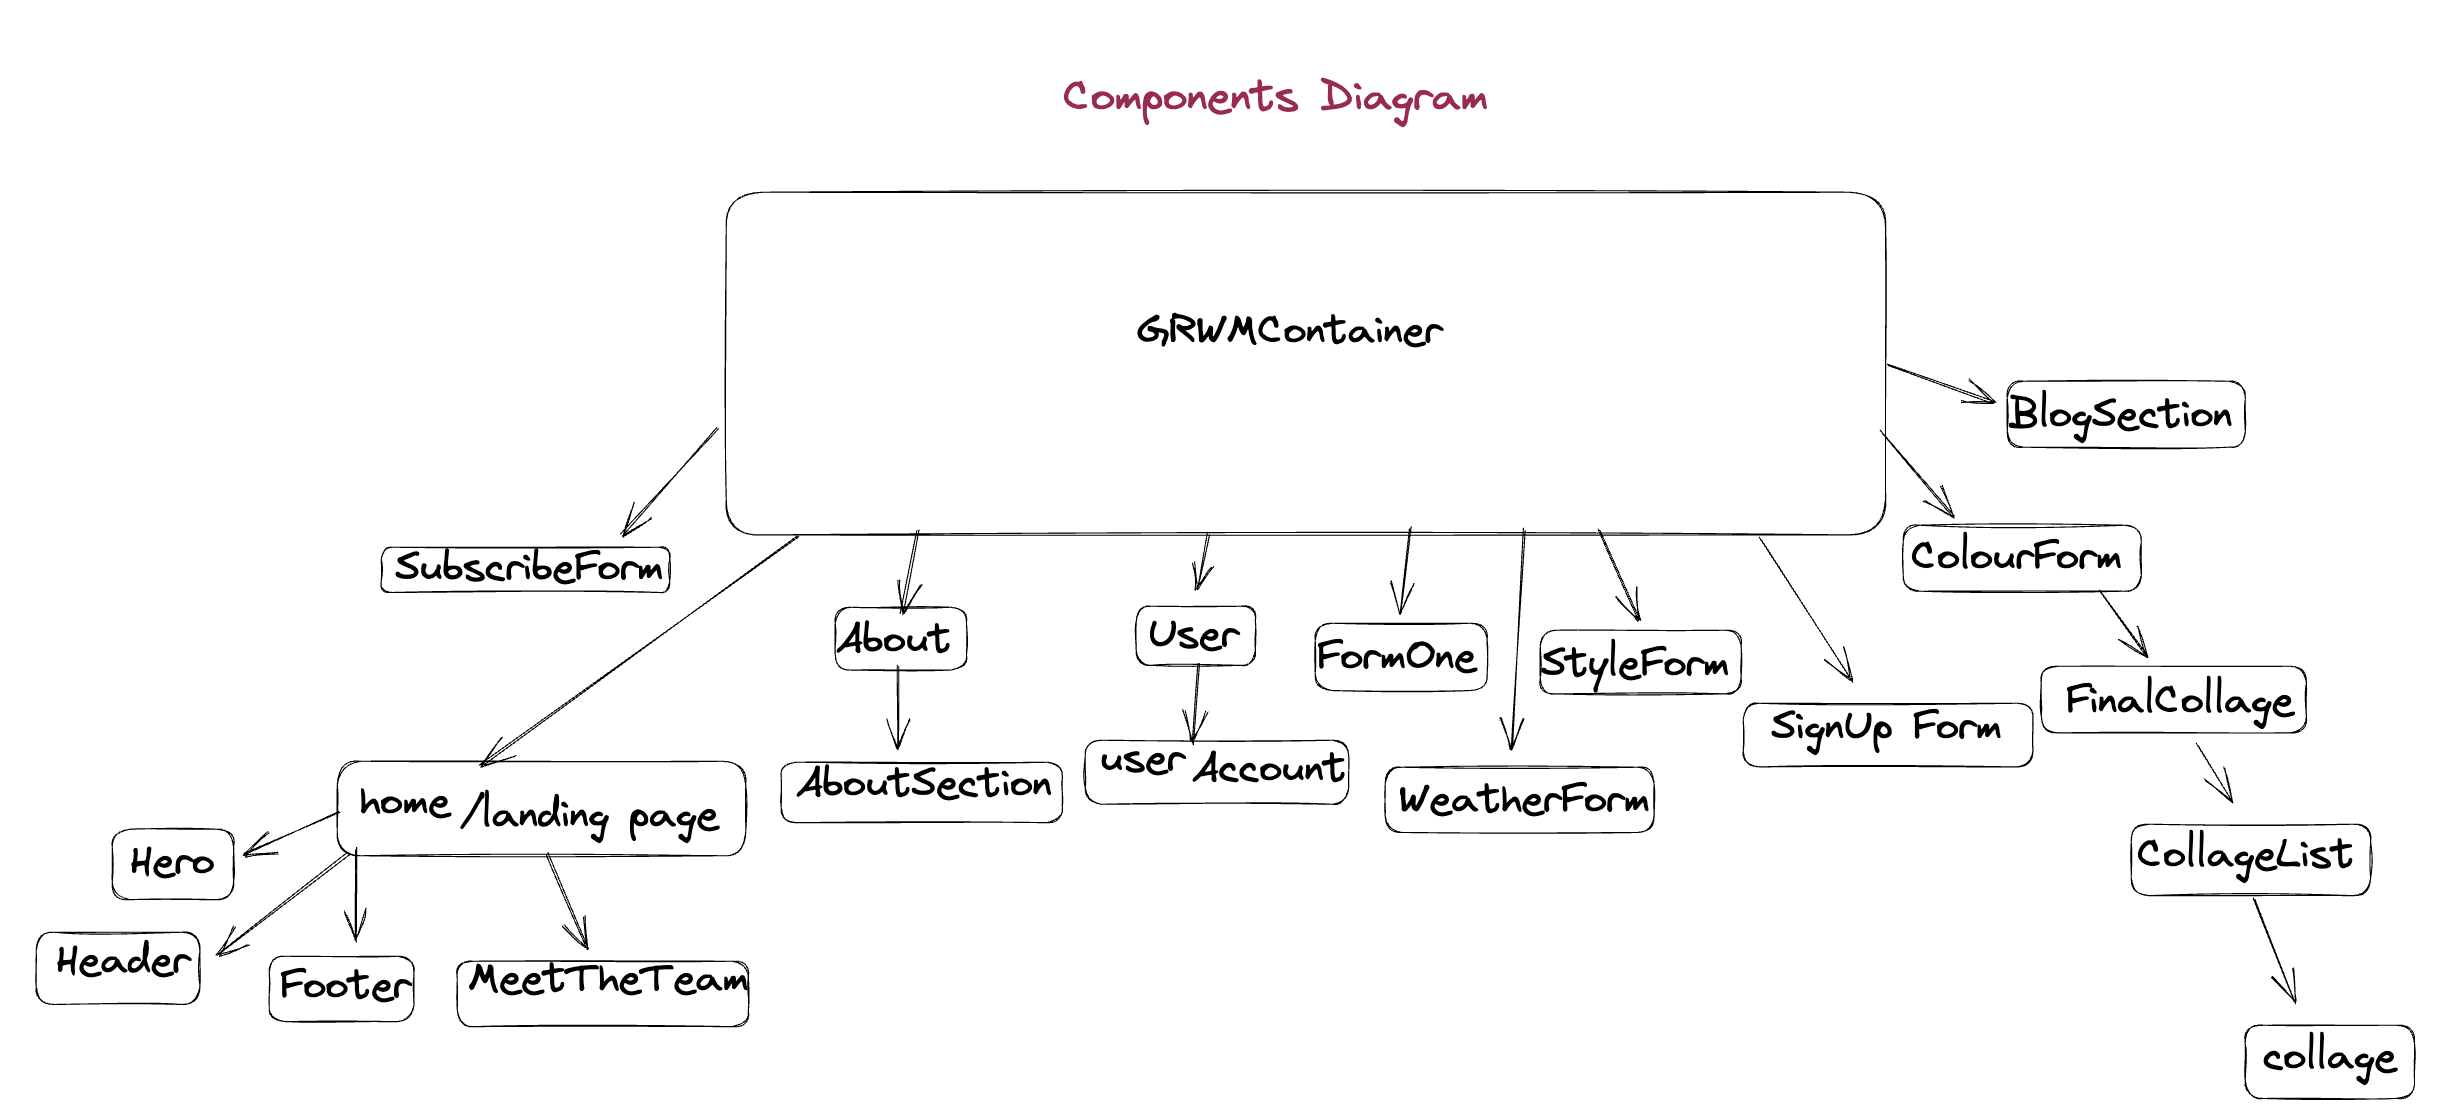 Components Diagram
GRWMContainer
BlogSection
SubscribeForm
ColourForm
About
User
FormOne
StyleForm
FinalCollage
SignUp Form
home /landing page
AboutSection
user Account
WeatherForm
Hero
CollageList
Header
Footer
MeetTheTeam
collage